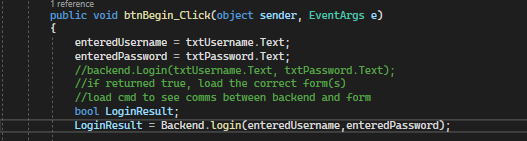 1 reference
public void btnBegin_Click(object sender, EventArgs e)
{
enteredUsername = txtUsername.Text;
enteredPassword = txtPassword.Text;
//backend.Login(txtUsername.Text, txtPassword.Text);
//if returned true, load the correct form(s)
//load cmd to see comms between backend and form
bool LoginResult;
LoginResult = Backend.login(enteredUsername,enteredPassword);